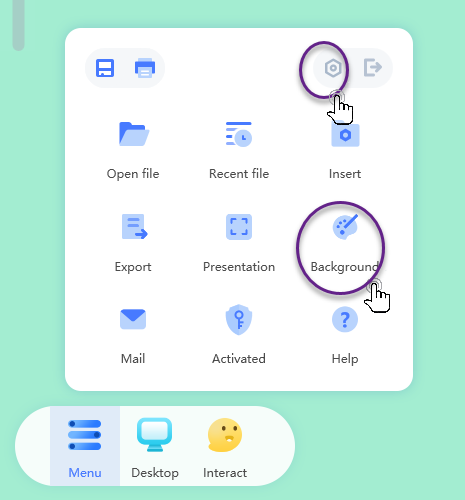 Open file
Recent file
Insert
Export
Presentation
Background
Mail
Activated
Help
Menu
Desktop
Interact